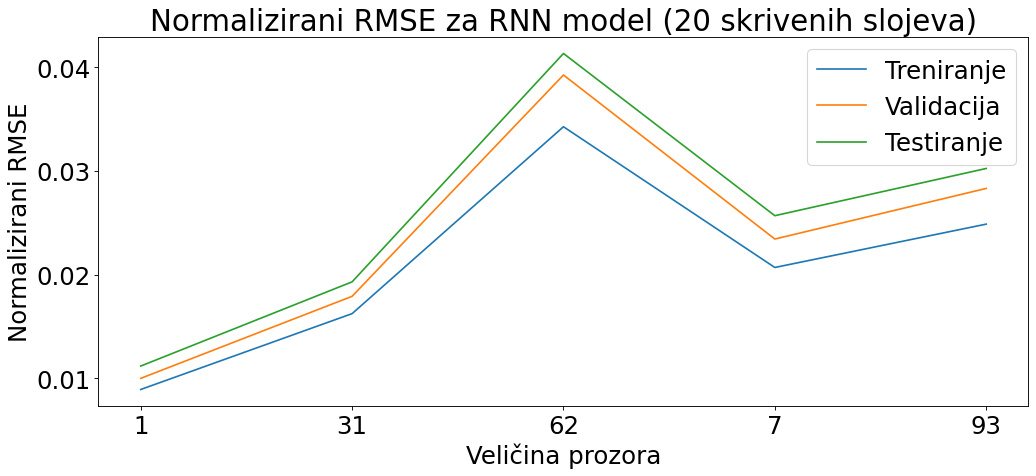 Normalizirani RMSE za RNN model (20 skrivenih slojeva)
Normalizirani RMSE
0.04
0.03
0.02
0.01
Treniranje
Validacija
Testiranje
1 31 62 7 93
Veličina prozora